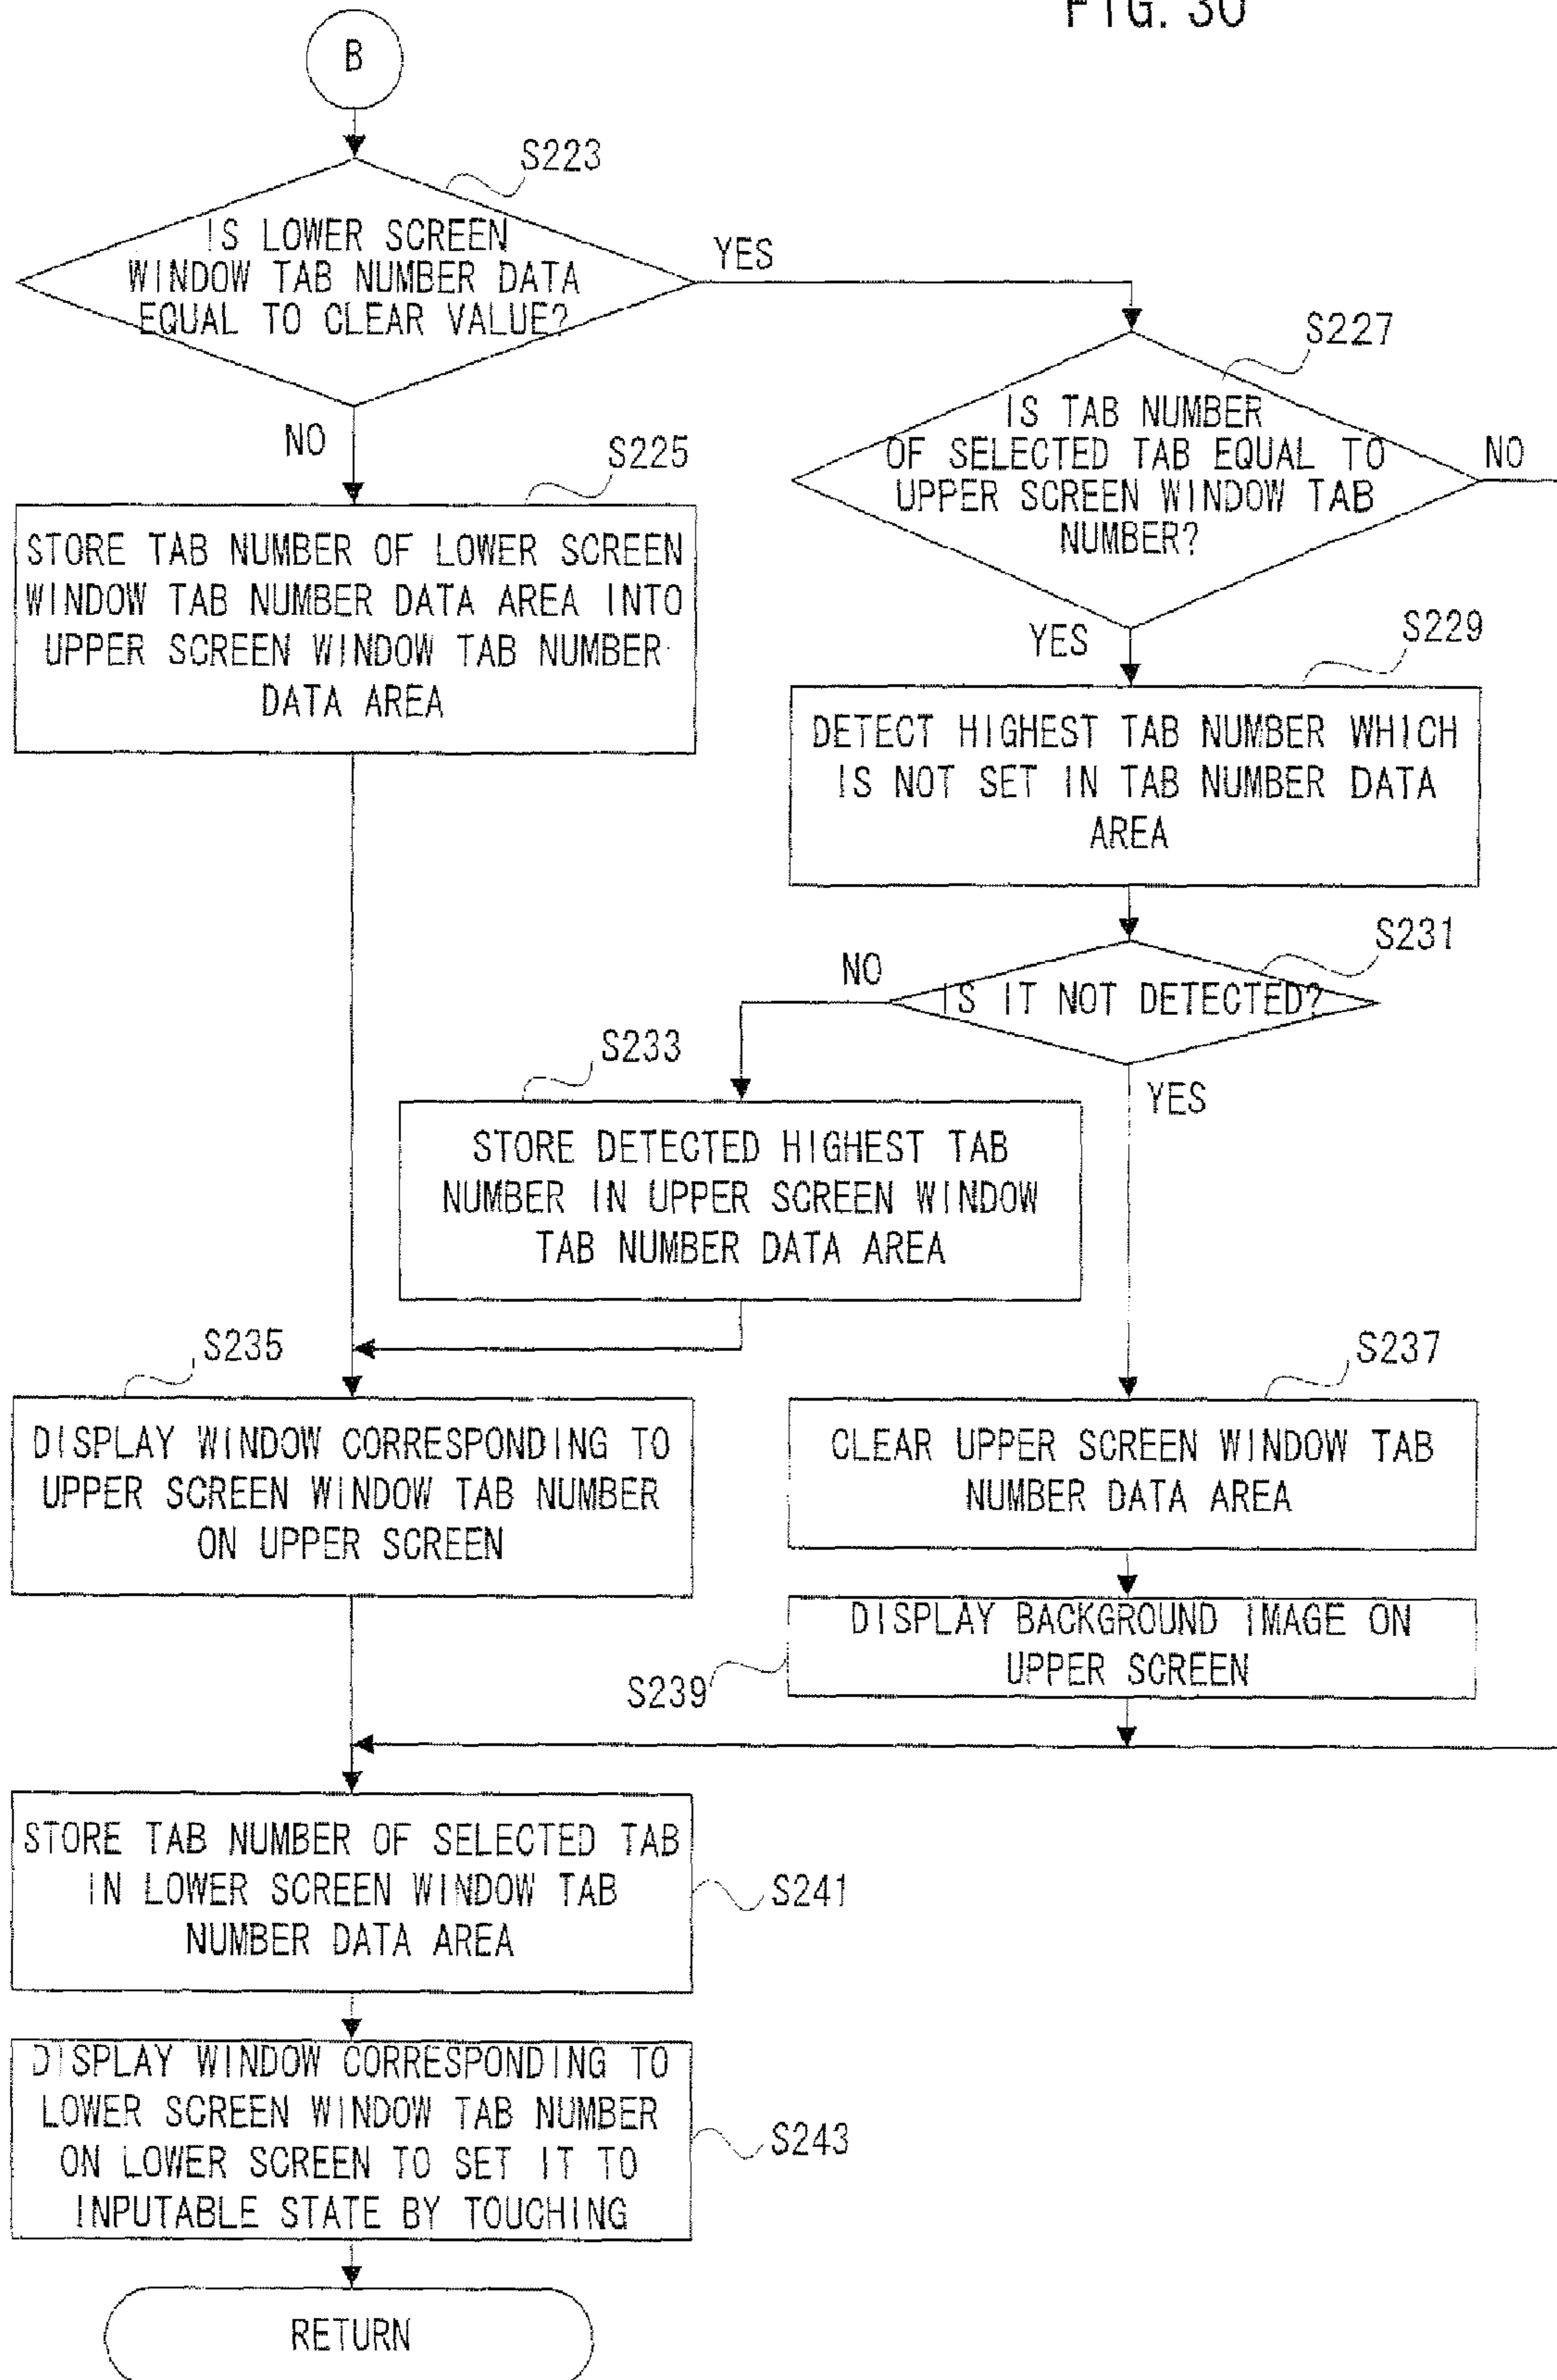 FIG. 30
B
S223
IS LOWER SCREEN
WINDOW TAB NUMBER DATA
EQUAL TO CLEAR VALUE?
YES
NO
S227
IS TAB NUMBER
OF SELECTED TAB EQUAL TO
UPPER SCREEN WINDOW TAB
NUMBER?
NO
YES
S225
STORE TAB NUMBER OF LOWER SCREEN
WINDOW TAB NUMBER DATA AREA INTO
UPPER SCREEN WINDOW TAB NUMBER
DATA AREA
S229
DETECT HIGHEST TAB NUMBER WHICH
IS NOT SET IN TAB NUMBER DATA
AREA
S231
IS IT NOT DETECTED?
NO
YES
S233
STORE DETECTED HIGHEST TAB
NUMBER IN UPPER SCREEN WINDOW
TAB NUMBER DATA AREA
S235
DISPLAY WINDOW CORRESPONDING TO
UPPER SCREEN WINDOW TAB NUMBER
ON UPPER SCREEN
S237
CLEAR UPPER SCREEN WINDOW TAB
NUMBER DATA AREA
DISPLAY BACKGROUND IMAGE ON
UPPER SCREEN
S239
STORE TAB NUMBER OF SELECTED TAB
IN LOWER SCREEN WINDOW TAB
NUMBER DATA AREA
S241
DISPLAY WINDOW CORRESPONDING TO
LOWER SCREEN WINDOW TAB NUMBER
ON LOWER SCREEN TO SET IT TO
INPUTABLE STATE BY TOUCHING
S243
RETURN